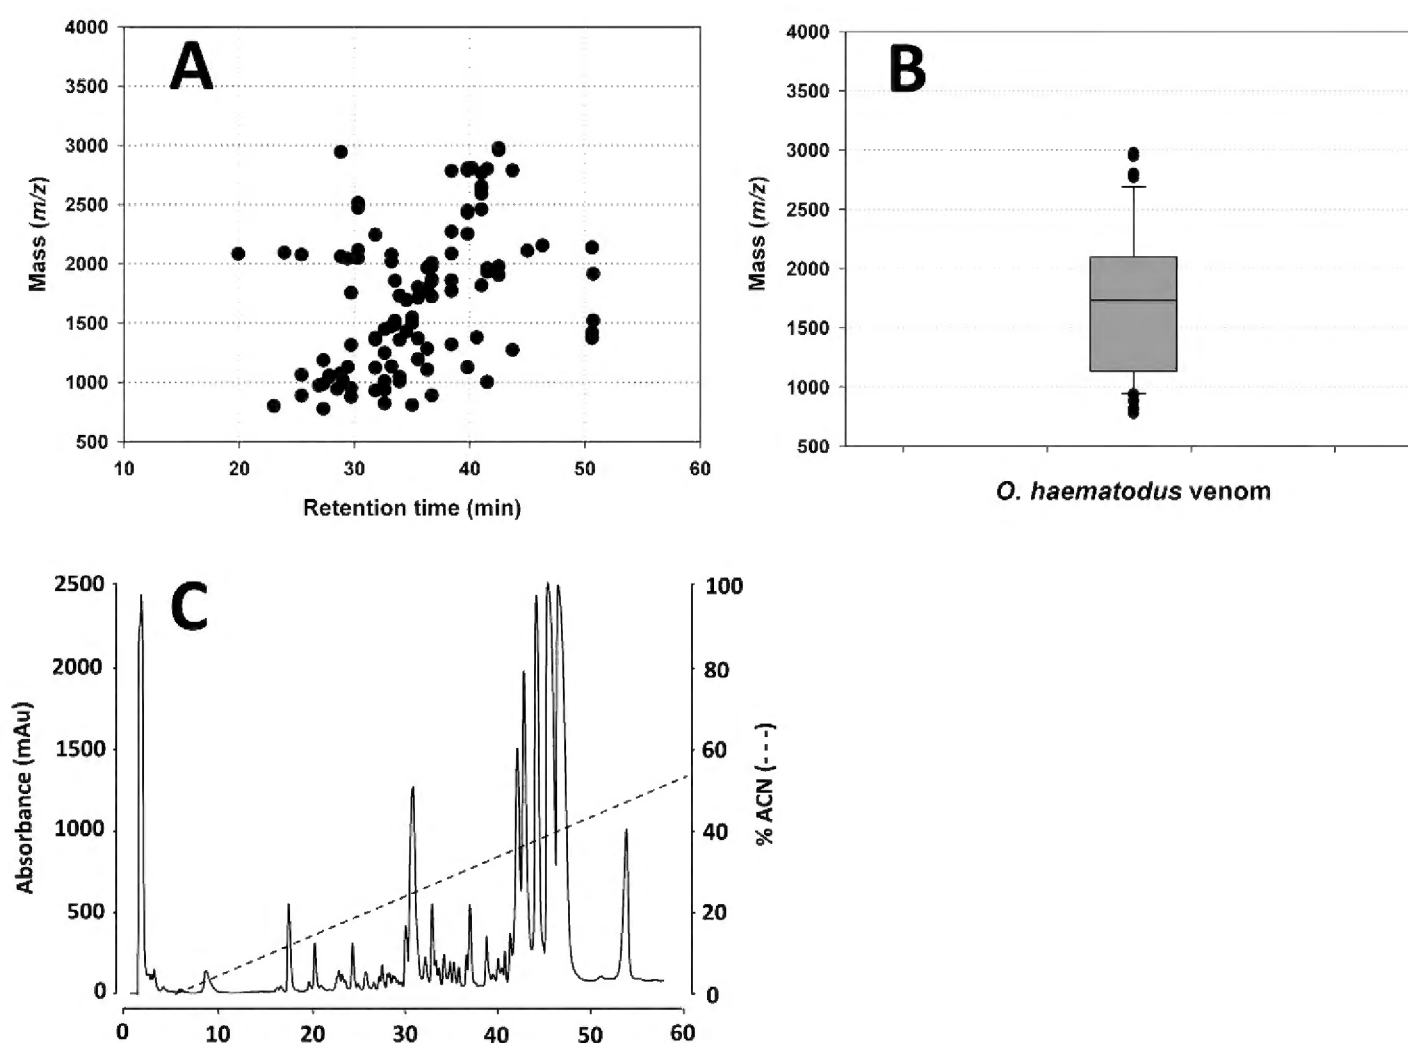 A
4000
3500
3000
2500
2000
1500
1000
500
Mass (m/z)
10 20 30 40 50 60
Retention time (min)
B
4000
3500
3000
2500
2000
1500
1000
500
Mass (m/z)
O. haematodus venom
C
2500
2000
1500
1000
500
0
Absorbance (mAu)
100
80
60
40
20
0
% ACN (- - -)
0 10 20 30 40 50 60